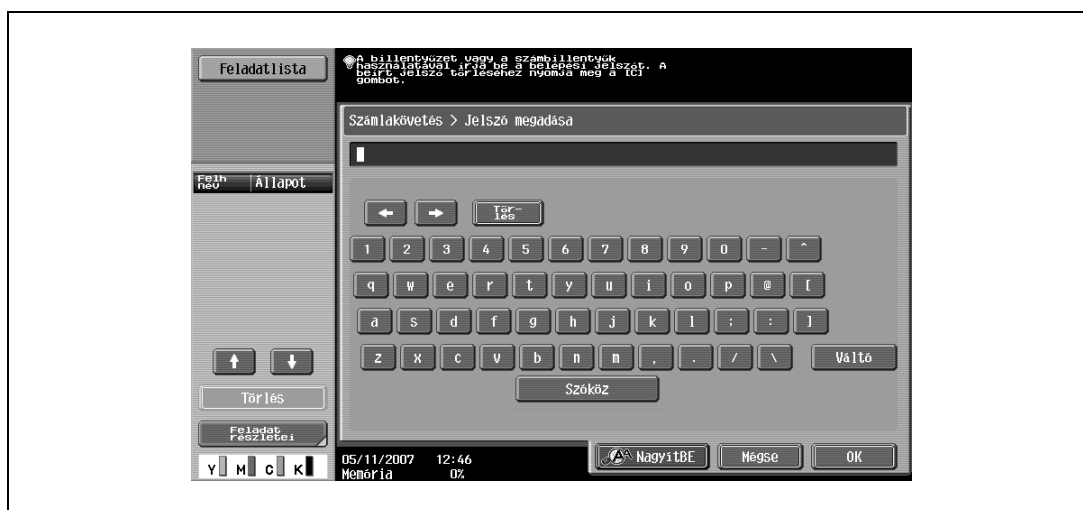 Feladatlista
A billentyűzet vagy a számbillentyűk
használatával írja be a belépési jelszót. A
beírt jelszó törléséhez nyomja meg a [C]
gombot.
Számlakövetés > Jelszó megadása
Felh név Állapot
Tör-
lés
1 2 3 4 5 6 7 8 9 0 - ^
q w e r t y u i o p @ [
a s d f g h j k l ; : ]
z x c v b n m , . / \ Váltó
Szóköz
Törlés
Feladat
részletei
Y M C K
05/11/2007 12:46
Memória 0%
NagyítBE Mégse OK